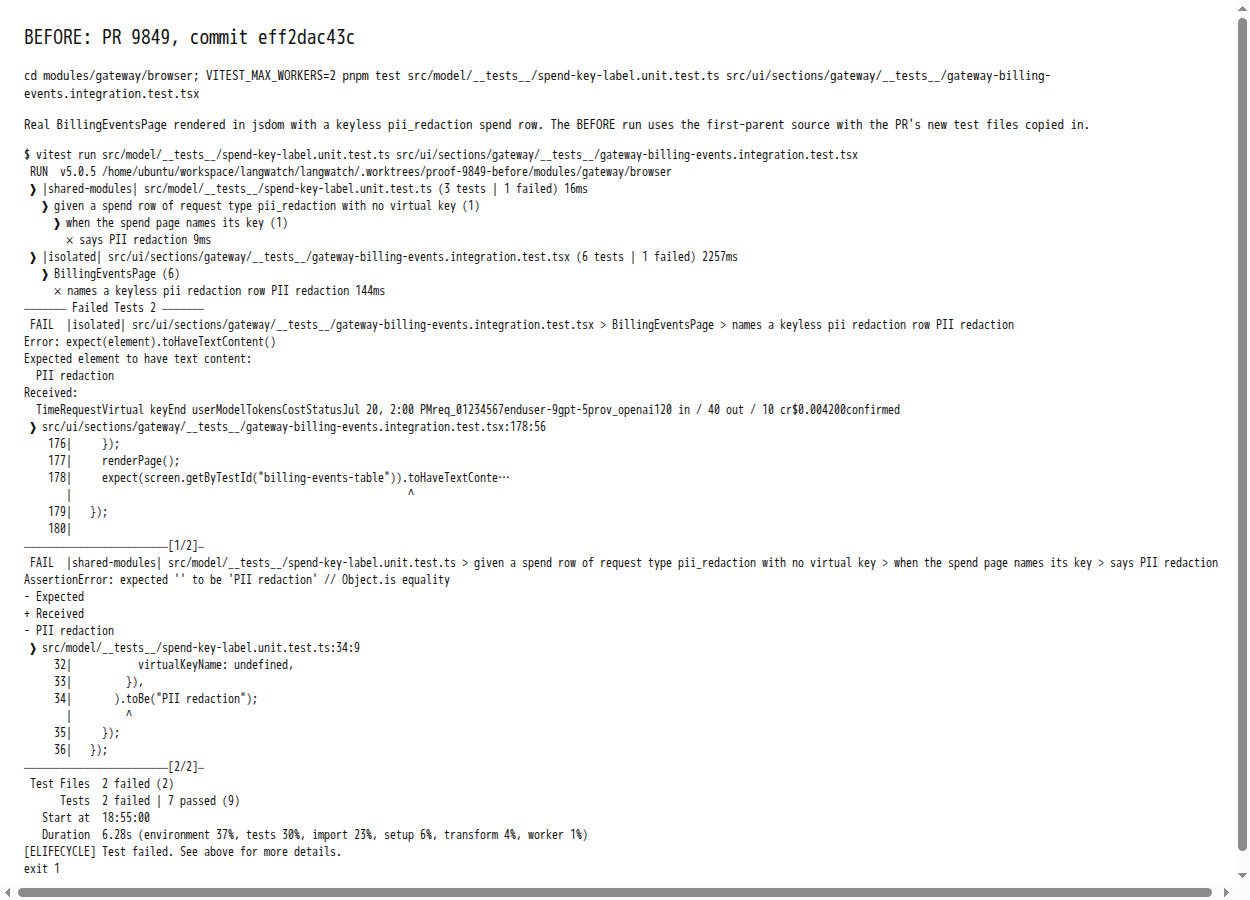 BEFORE: PR 9849, commit eff2dac43c
cd modules/gateway/browser; VITEST_MAX_WORKERS=2 pnpm test src/model/__tests__/spend-key-label.unit.test.ts src/ui/sections/gateway/__tests__/gateway-billing-
events.integration.test.tsx
Real BillingEventsPage rendered in jsdom with a keyless pii_redaction spend row. The BEFORE run uses the first-parent source with the PR's new test files copied in.
$ vitest run src/model/__tests__/spend-key-label.unit.test.ts src/ui/sections/gateway/__tests__/gateway-billing-events.integration.test.tsx
RUN  v5.0.5 /home/ubuntu/workspace/langwatch/langwatch/.worktrees/proof-9849-before/modules/gateway/browser
❯ |shared-modules| src/model/__tests__/spend-key-label.unit.test.ts (3 tests | 1 failed) 16ms
❯ given a spend row of request type pii_redaction with no virtual key (1)
❯ when the spend page names its key (1)
× says PII redaction 9ms
❯ |isolated| src/ui/sections/gateway/__tests__/gateway-billing-events.integration.test.tsx (6 tests | 1 failed) 2257ms
❯ BillingEventsPage (6)
× names a keyless pii redaction row PII redaction 144ms
——————— Failed Tests 2 ———————
FAIL  |isolated| src/ui/sections/gateway/__tests__/gateway-billing-events.integration.test.tsx > BillingEventsPage > names a keyless pii redaction row PII redaction
Error: expect(element).toHaveTextContent()
Expected element to have text content:
PII redaction
Received:
TimeRequestVirtual keyEnd userModelTokensCostStatusJul 20, 2:00 PMreq_01234567enduser-9gpt-5prov_openai120 in / 40 out / 10 cr$0.004200confirmed
❯ src/ui/sections/gateway/__tests__/gateway-billing-events.integration.test.tsx:178:56
176|     });
177|     renderPage();
178|     expect(screen.getByTestId("billing-events-table")).toHaveTextConte…
|                                                        ^
179|   });
180|
————————————————————————[1/2]—
FAIL  |shared-modules| src/model/__tests__/spend-key-label.unit.test.ts > given a spend row of request type pii_redaction with no virtual key > when the spend page names its key > says PII redaction
AssertionError: expected '' to be 'PII redaction' // Object.is equality
- Expected
+ Received
- PII redaction
❯ src/model/__tests__/spend-key-label.unit.test.ts:34:9
32|           virtualKeyName: undefined,
33|         }),
34|       ).toBe("PII redaction");
|         ^
35|     });
36|   });
————————————————————————[2/2]—
Test Files  2 failed (2)
Tests  2 failed | 7 passed (9)
Start at  18:55:00
Duration  6.28s (environment 37%, tests 30%, import 23%, setup 6%, transform 4%, worker 1%)
[ELIFECYCLE] Test failed. See above for more details.
exit 1